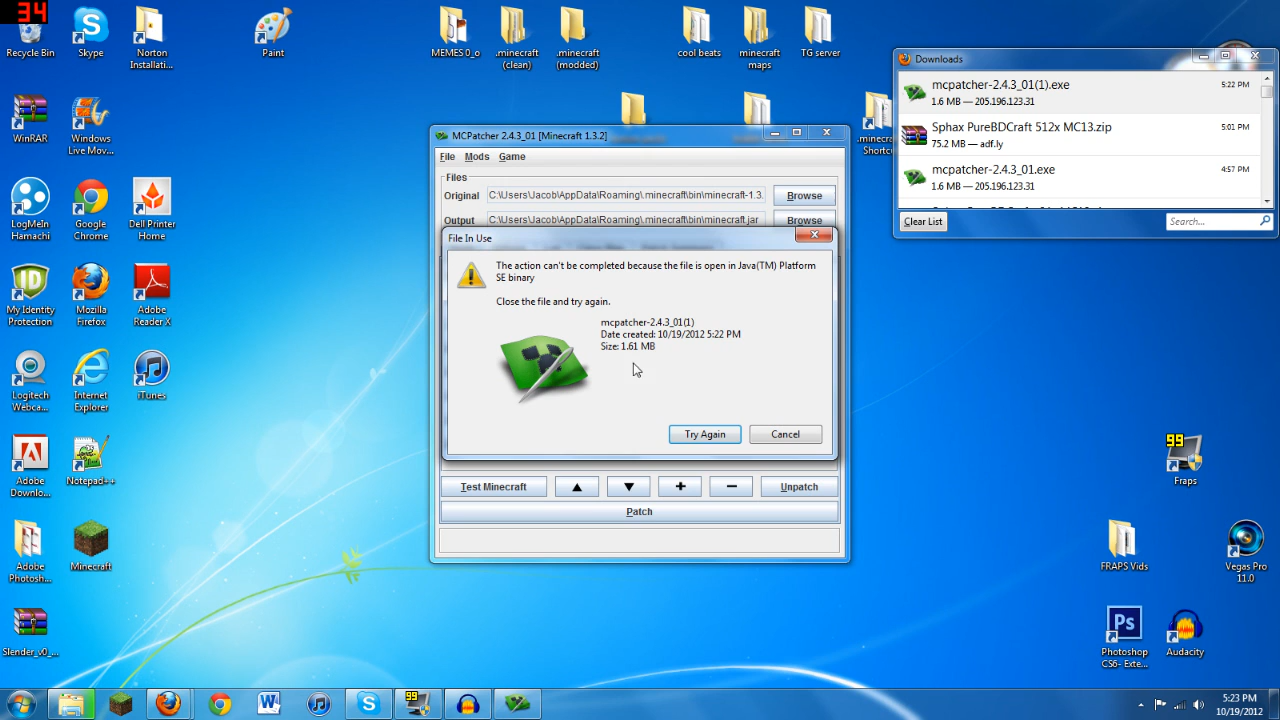 34
Recycle Bin
Skype
Norton
Installati...
Paint
MEMES 0_o
.minecraft
(clean)
.minecraft
(modded)
cool beats
minecraft
maps
TG server
WinRAR
Windows
Live Mov...
.minecr
Shortc
LogMeIn
Hamachi
Google
Chrome
Dell Printer
Home
My Identity
Protection
Mozilla
Firefox
Adobe
Reader X
Logitech
Webca...
Internet
Explorer
iTunes
Adobe
Downlo...
Notepad++
Adobe
Photosh...
Minecraft
Slender_v0_...
Downloads
mcpatcher-2.4.3_01(1).exe
5:22 PM
1.6 MB — 205.196.123.31
Sphax PureBDCraft 512x MC13.zip
5:01 PM
75.2 MB — adf.ly
mcpatcher-2.4.3_01.exe
4:57 PM
1.6 MB — 205.196.123.31
Clear List
Search...
MCPatcher 2.4.3_01 [Minecraft 1.3.2]
File Mods Game
Files
Original C:\Users\Jacob\AppData\Roaming\.minecraft\bin\minecraft-1.3. Browse
Output C:\Users\Jacob\AppData\Roaming\.minecraft\bin\minecraft.jar Browse
File In Use
The action can't be completed because the file is open in Java(TM) Platform
SE binary
Close the file and try again.
mcpatcher-2.4.3_01(1)
Date created: 10/19/2012 5:22 PM
Size: 1.61 MB
Try Again Cancel
Test Minecraft + − Unpatch
Patch
99
Fraps
FRAPS Vids
Vegas Pro
11.0
Ps
Photoshop
CS6- Exte...
Audacity
W
99
5:23 PM
10/19/2012